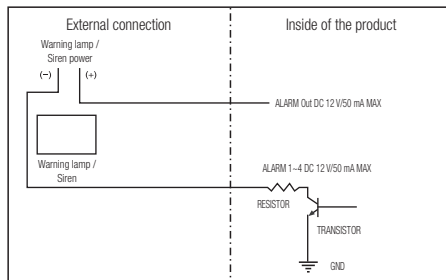 External connection
Inside of the product
Warning lamp /
Siren power
(−)
(+)
ALARM Out DC 12 V/50 mA MAX
Warning lamp /
Siren
ALARM 1~4 DC 12 V/50 mA MAX
RESISTOR
TRANSISTOR
GND